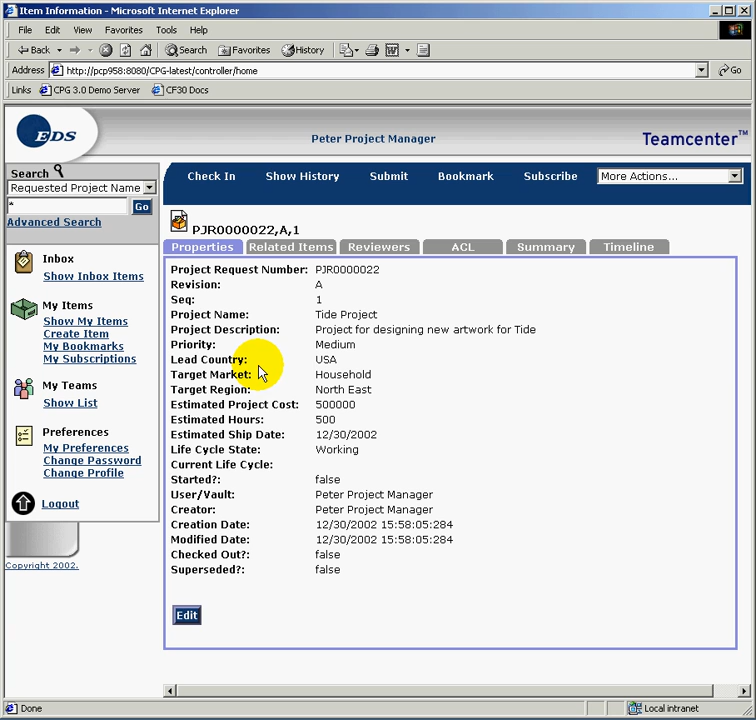 Item Information - Microsoft Internet Explorer
File Edit View Favorites Tools Help
Back Search Favorites History
Address http://pcp958:8080/CPG-latest/controller/home Go
Links CPG 3.0 Demo Server CF30 Docs
EDS Peter Project Manager Teamcenter™
Search
Requested Project Name
* Go
Advanced Search
Inbox
Show Inbox Items
My Items
Show My Items
Create Item
My Bookmarks
My Subscriptions
My Teams
Show List
Preferences
My Preferences
Change Password
Change Profile
Logout
Copyright 2002.
Check In Show History Submit Bookmark Subscribe More Actions...
PJR0000022,A,1
Properties Related Items Reviewers ACL Summary Timeline
Project Request Number: PJR0000022
Revision: A
Seq: 1
Project Name: Tide Project
Project Description: Project for designing new artwork for Tide
Priority: Medium
Lead Country: USA
Target Market: Household
Target Region: North East
Estimated Project Cost: 500000
Estimated Hours: 500
Estimated Ship Date: 12/30/2002
Life Cycle State: Working
Current Life Cycle:
Started?: false
User/Vault: Peter Project Manager
Creator: Peter Project Manager
Creation Date: 12/30/2002 15:58:05:284
Modified Date: 12/30/2002 15:58:05:284
Checked Out?: false
Superseded?: false
Edit
Done Local intranet